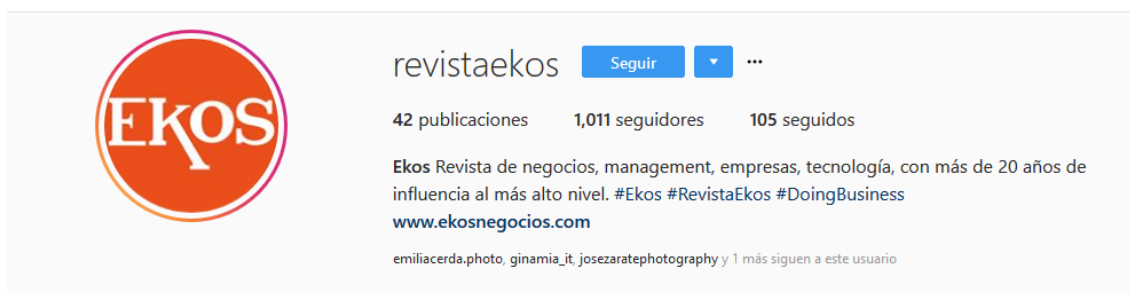 EKOS
revistaekos Seguir ...
42 publicaciones 1,011 seguidores 105 seguidos
Ekos Revista de negocios, management, empresas, tecnología, con más de 20 años de
influencia al más alto nivel. #Ekos #RevistaEkos #DoingBusiness
www.ekosnegocios.com
emiliacerda.photo, ginamia_it, josezaratephotography y 1 más siguen a este usuario